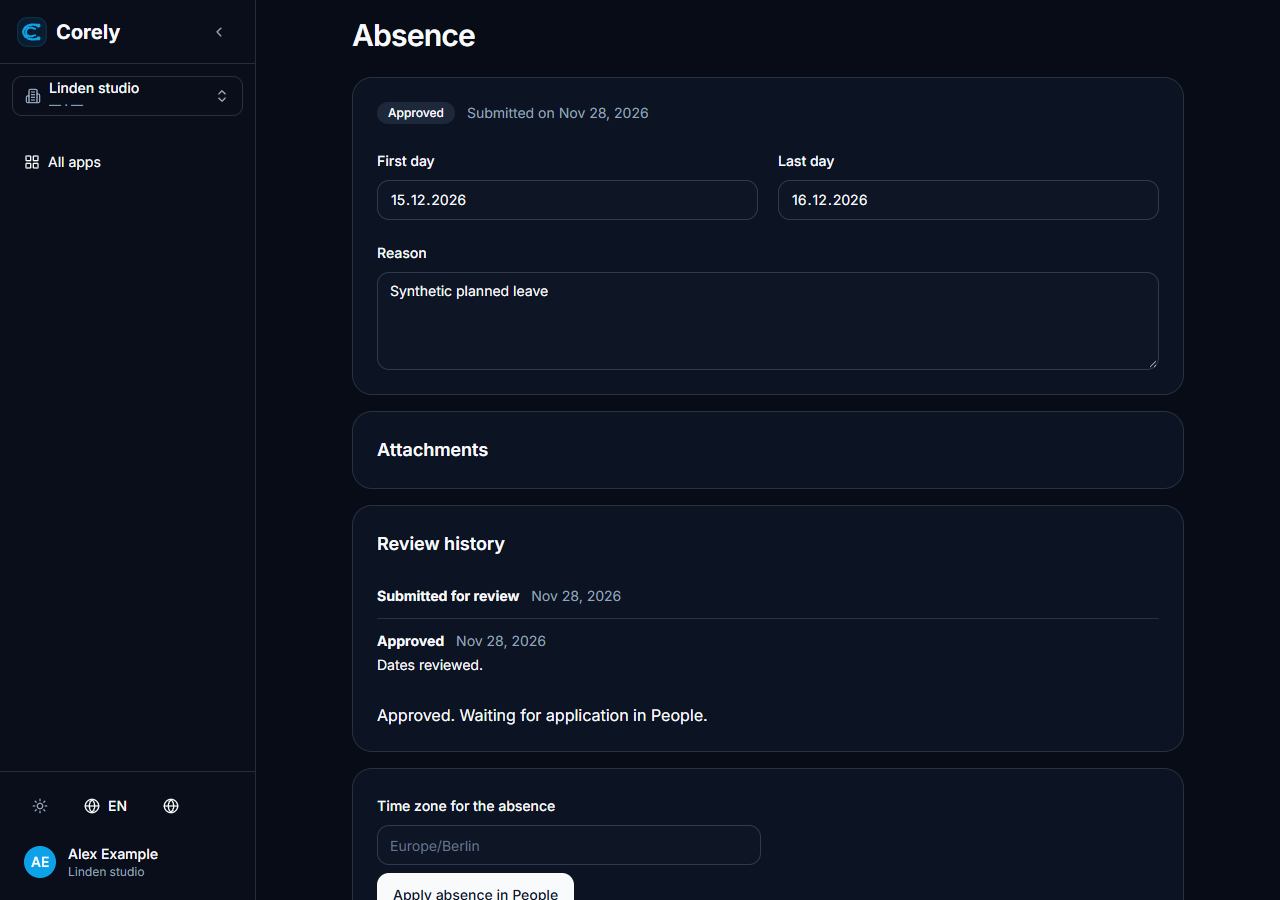 Corely
Linden studio
— · —
All apps
EN
AE
Alex Example
Linden studio
Absence
Approved Submitted on Nov 28, 2026
First day Last day
15.12.2026 16.12.2026
Reason
Synthetic planned leave
Attachments
Review history
Submitted for review Nov 28, 2026
Approved Nov 28, 2026
Dates reviewed.
Approved. Waiting for application in People.
Time zone for the absence
Europe/Berlin
Apply absence in People